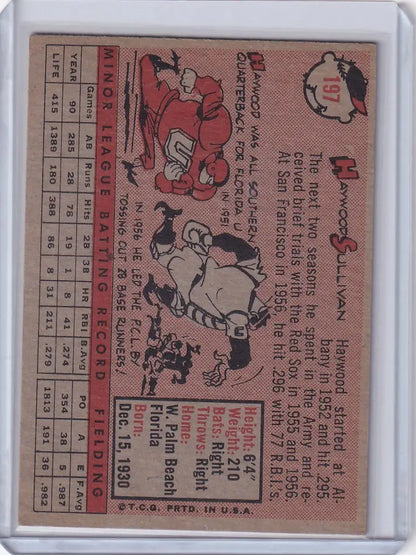 197
HAYWOOD SULLIVAN
Haywood started at Al-
bany in 1952 and hit .295.
The next two seasons he spent in the Army and re-
ceived brief trials with the Red Sox in 1955 and 1956.
At San Francisco in 1956, he hit .296 with 77 R.B.I.'s.
HAYWOOD WAS ALL SOUTHERN
QUARTERBACK FOR FLORIDA U
IN 1951
U
IN 1956 HE LED THE P.C.L. BY
TOSSING OUT 28 BASE RUNNERS!
C
Height: 6'4"
Weight: 210
Bats: Right
Throws: Right
Home:
W. Palm Beach
Florida
Born:
Dec. 15, 1930
MINOR LEAGUE BATTING RECORD FIELDING
Games AB Runs Hits 2B 3B HR RBI B.Avg PO A E F.Avg
YEAR 90 285 28 78 19 1 8 44 .274 354 38 5 .987
LIFE 415 1389 180 388 86 8 31 211 .279 1813 191 36 .982
© T.C.G. PRTD. IN U.S.A.